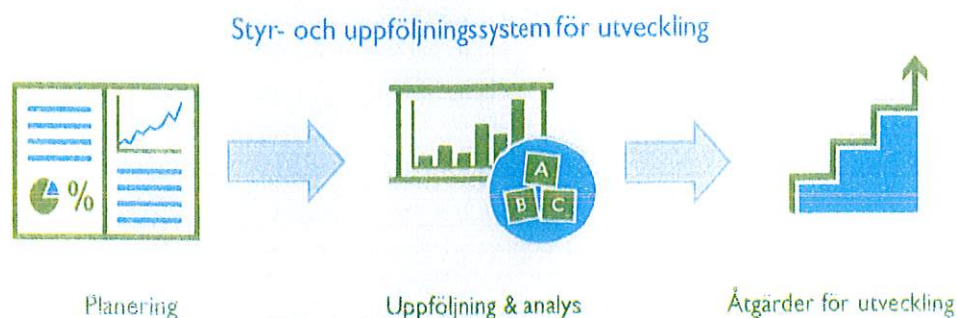 Styr- och uppföljningssystem för utveckling
%
A
B C
Planering
Uppföljning & analys
Åtgärder för utveckling